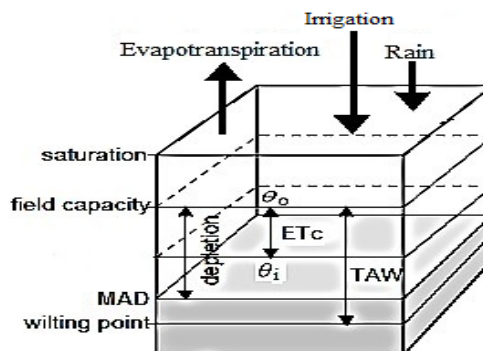 Irrigation
Evapotranspiration
Rain
saturation
field capacity
θo
depletion
ETc
θi
TAW
MAD
wilting point